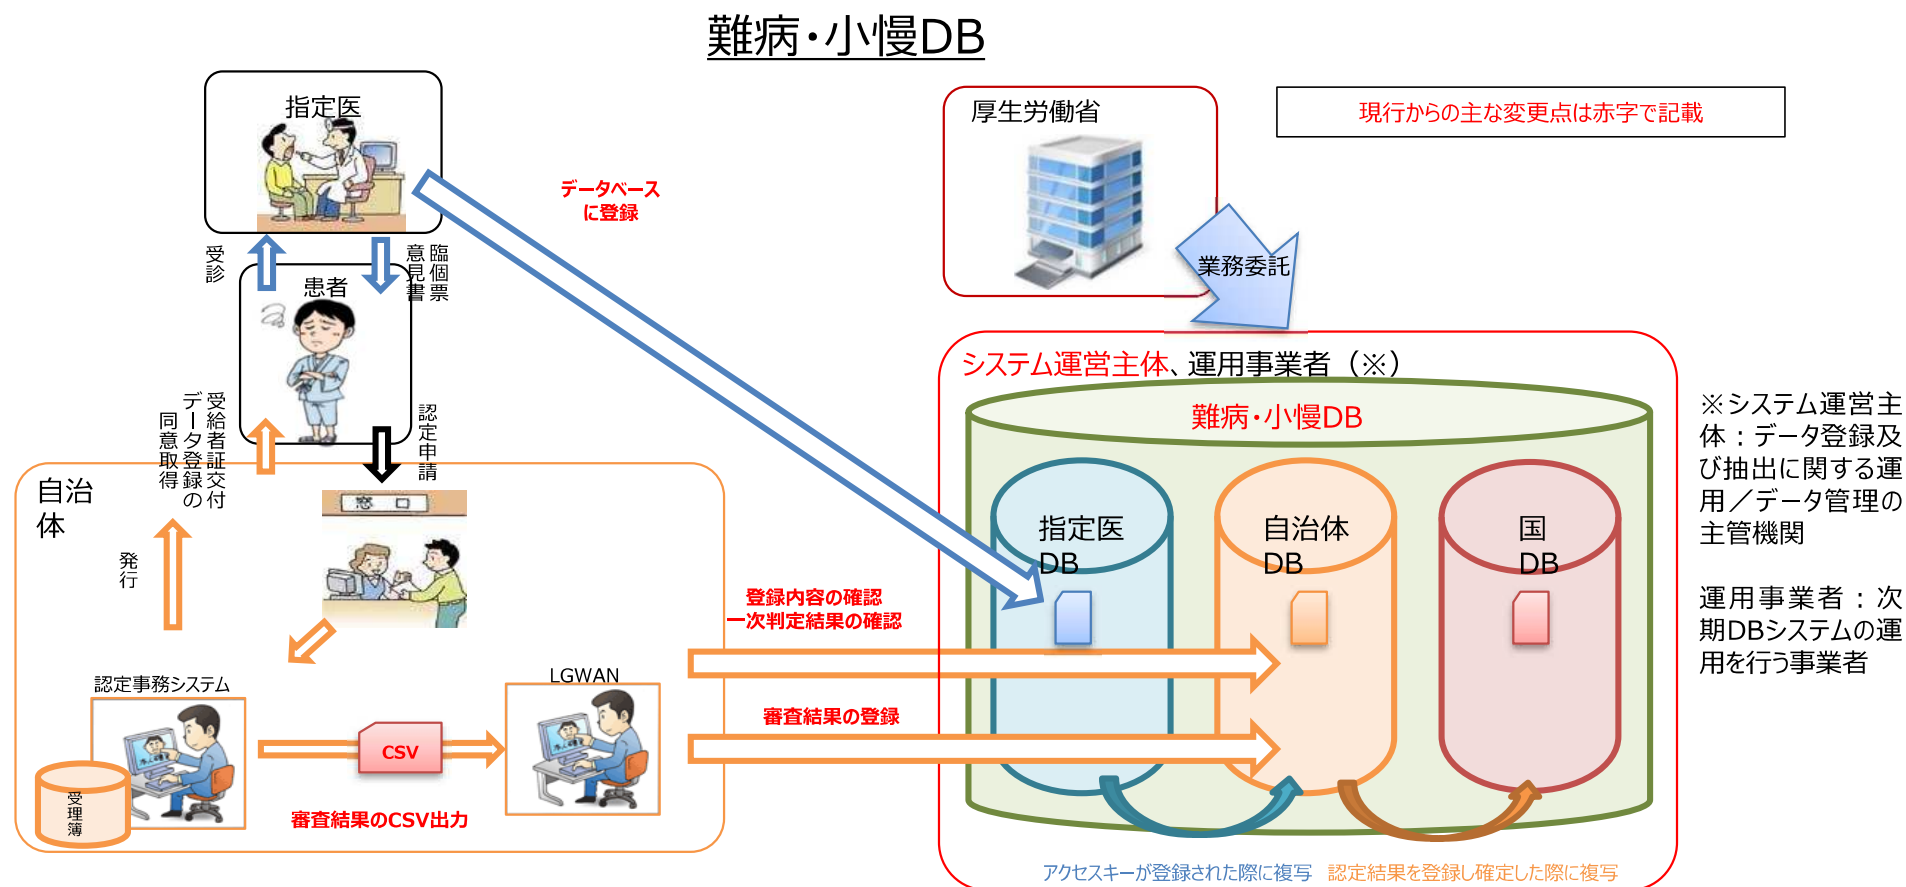 難病・小慢DB
指定医
厚生労働省
現行からの主な変更点は赤字で記載
データベース
に登録
受診
臨個票
意見書
業務委託
患者
システム運営主体、運用事業者（※）
難病・小慢DB
※システム運営主
体：データ登録及
び抽出に関する運
用／データ管理の
主管機関
運用事業者：次
期DBシステムの運
用を行う事業者
受給者証交付
データ登録の
同意取得
認定申請
自治
体
窓口
発行
指定医
DB
自治体
DB
国
DB
登録内容の確認
一次判定結果の確認
認定事務システム
LGWAN
審査結果の登録
CSV
受理簿
審査結果のCSV出力
アクセスキーが登録された際に複写
認定結果を登録し確定した際に複写